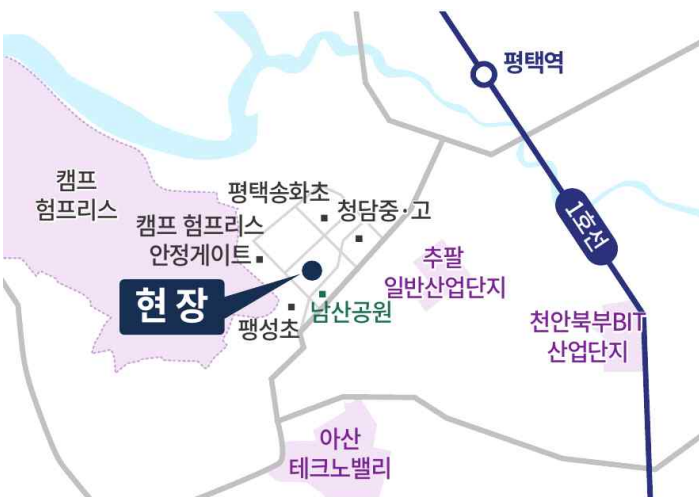 평택역
1호선
캠프
험프리스
평택송화초
청담중·고
캠프 험프리스
안정게이트
현장
팽성초
남산공원
추팔
일반산업단지
천안북부BIT
산업단지
아산
테크노밸리